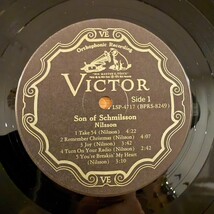 VE
Orthophonic Recording
"HIS MASTER'S VOICE"
VICTOR
Side 1
Son of Schmilsson
LSP-4717 (BPRS-8249)
Nilsson
1 Take 54 (Nilsson) 4:22
2 Remember Christmas (Nilsson) 4:07
3 Joy (Nilsson) 3:42
4 Turn On Your Radio (Nilsson) 2:42
5 You're Breakin' My Heart
(Nilsson) 3:10
VE